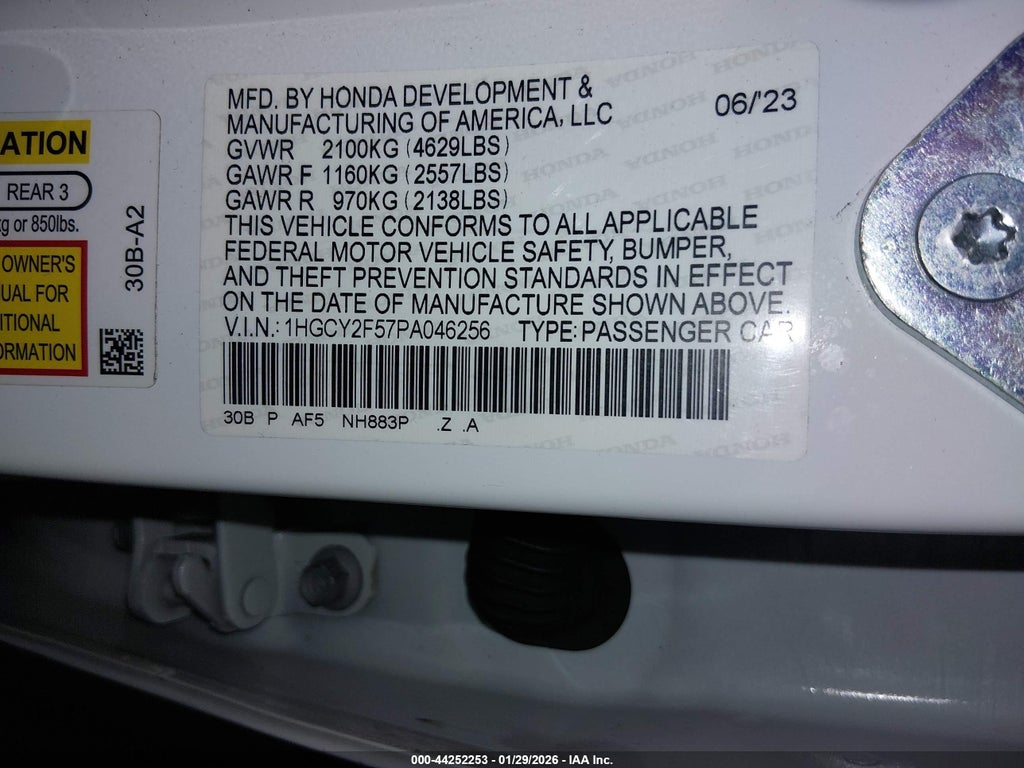 ATION
REAR 3
kg or 850lbs.
OWNER'S
UAL FOR
ITIONAL
ORMATION
30B-A2
MFD. BY HONDA DEVELOPMENT &
MANUFACTURING OF AMERICA, LLC
06/'23
GVWR 2100KG (4629LBS)
GAWR F 1160KG (2557LBS)
GAWR R 970KG (2138LBS)
THIS VEHICLE CONFORMS TO ALL APPLICABLE
FEDERAL MOTOR VEHICLE SAFETY, BUMPER,
AND THEFT PREVENTION STANDARDS IN EFFECT
ON THE DATE OF MANUFACTURE SHOWN ABOVE.
V.I.N.: 1HGCY2F57PA046256 TYPE: PASSENGER CAR
30B P AF5 NH883P .Z .A
000-44252253 - 01/29/2026 - IAA Inc.